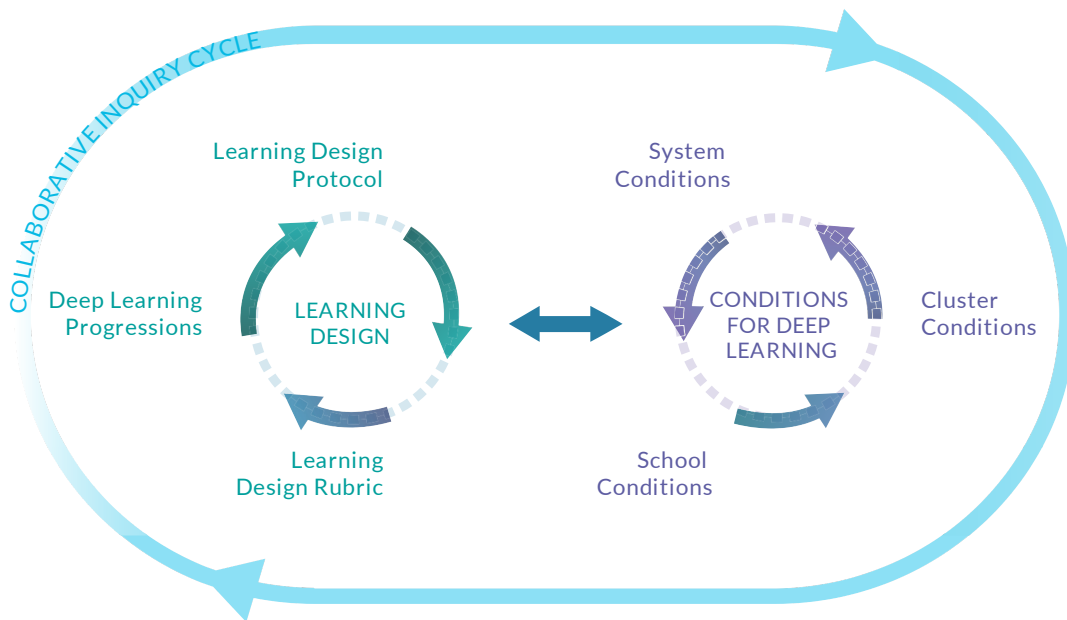 COLLABORATIVE INQUIRY CYCLE
Learning Design
Protocol
Deep Learning
Progressions
LEARNING
DESIGN
Learning
Design Rubric
System
Conditions
CONDITIONS
FOR DEEP
LEARNING
Cluster
Conditions
School
Conditions